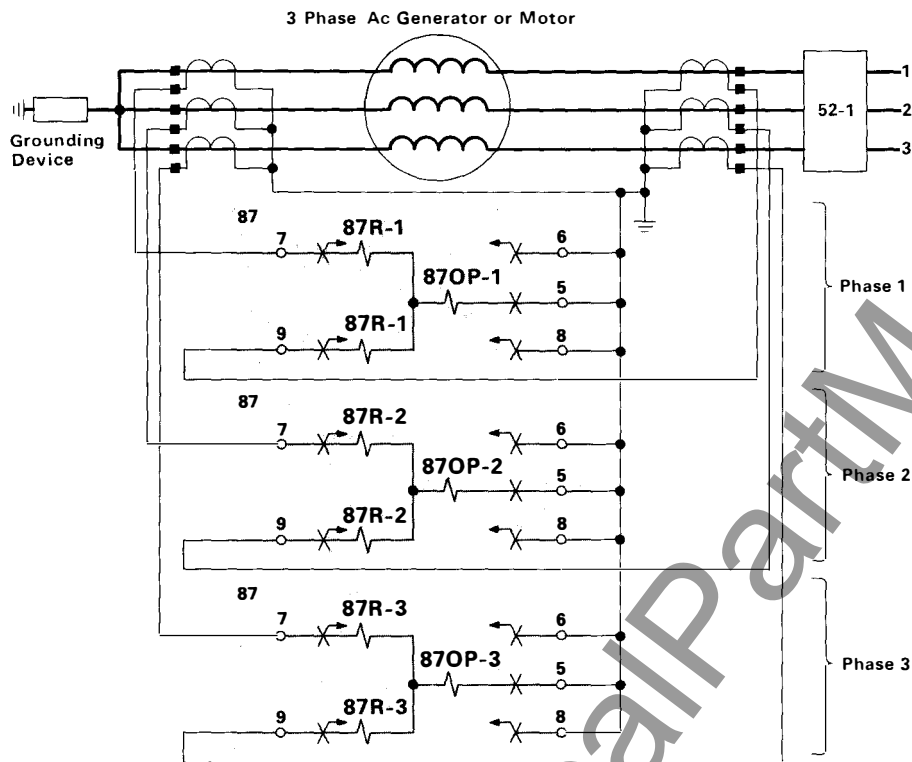 3 Phase Ac Generator or Motor
1
52-1
2
3
Grounding
Device
87
7
87R-1
6
87OP-1
5
Phase 1
9
87R-1
8
87
7
87R-2
6
87OP-2
5
Phase 2
9
87R-2
8
87
7
87R-3
6
87OP-3
5
Phase 3
9
87R-3
8